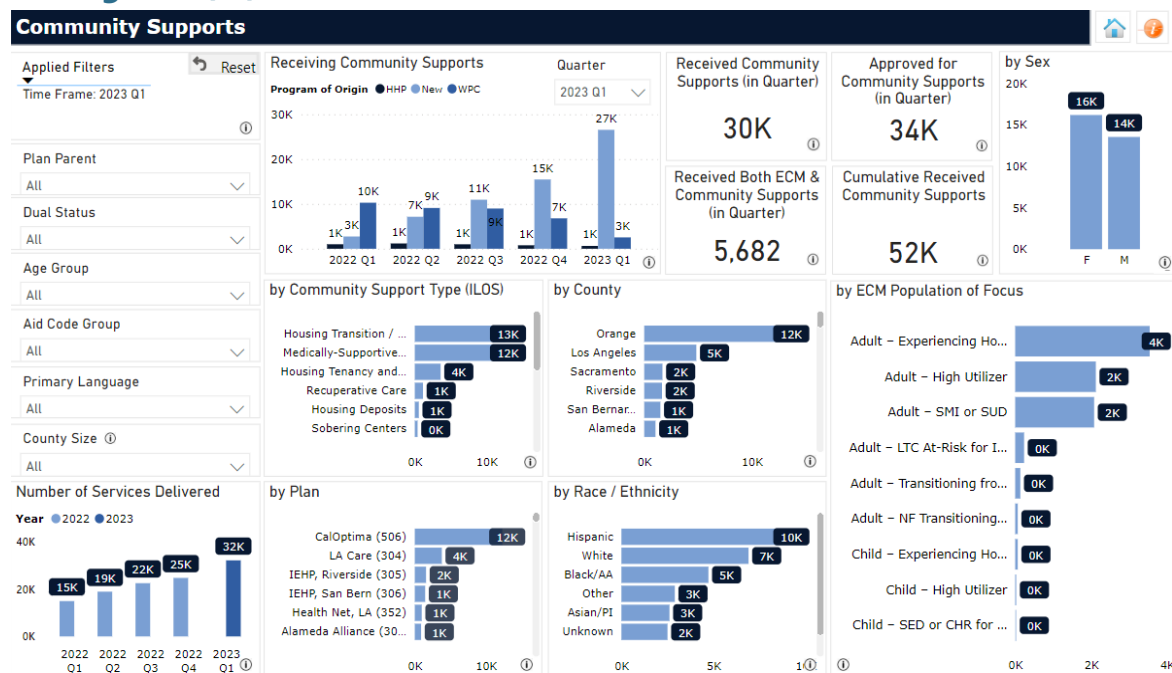 Community Supports
Applied Filters
Reset
Time Frame: 2023 Q1
Plan Parent
All
Dual Status
All
Age Group
All
Aid Code Group
All
Primary Language
All
County Size
All
Receiving Community Supports
Quarter
Program of Origin HHP New WPC
2023 Q1
30K
20K
10K
0K
1K 3K 10K
1K 7K 9K
1K 11K 9K
1K 15K 7K
1K 27K 3K
2022 Q1 2022 Q2 2022 Q3 2022 Q4 2023 Q1
Received Community
Supports (in Quarter)
30K
Approved for
Community Supports
(in Quarter)
34K
Received Both ECM &
Community Supports
(in Quarter)
5,682
Cumulative Received
Community Supports
52K
by Sex
20K
15K
10K
5K
0K
16K 14K
F M
by Community Support Type (ILOS)
Housing Transition / ... 13K
Medically-Supportive... 12K
Housing Tenancy and... 4K
Recuperative Care 1K
Housing Deposits 1K
Sobering Centers 0K
0K 10K
by County
Orange 12K
Los Angeles 5K
Sacramento 2K
Riverside 2K
San Bernar... 1K
Alameda 1K
0K 10K
by ECM Population of Focus
Adult – Experiencing Ho... 4K
Adult – High Utilizer 2K
Adult – SMI or SUD 2K
Adult – LTC At-Risk for I... 0K
Adult – Transitioning fro... 0K
Adult – NF Transitioning... 0K
Child – Experiencing Ho... 0K
Child – High Utilizer 0K
Child – SED or CHR for ... 0K
0K 2K 4K
Number of Services Delivered
Year 2022 2023
40K
20K
0K
15K 19K 22K 25K 32K
2022 2022 2022 2022 2023
Q1 Q2 Q3 Q4 Q1
by Plan
CalOptima (506) 12K
LA Care (304) 4K
IEHP, Riverside (305) 2K
IEHP, San Bern (306) 1K
Health Net, LA (352) 1K
Alameda Alliance (30... 1K
0K 10K
by Race / Ethnicity
Hispanic 10K
White 7K
Black/AA 5K
Other 3K
Asian/PI 3K
Unknown 2K
0K 5K